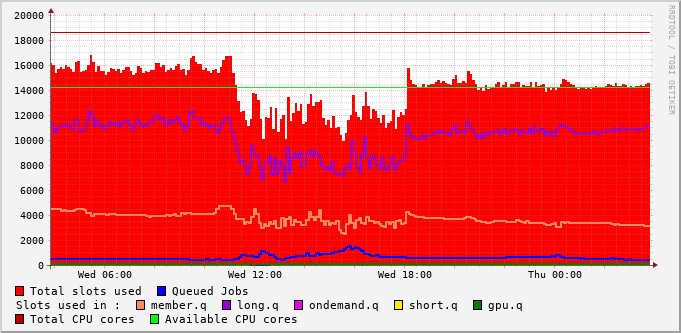 20000
18000
16000
14000
12000
10000
8000
6000
4000
2000
0
Wed 06:00 Wed 12:00 Wed 18:00 Thu 00:00
RRDTOOL / TOBI OETIKER
Total slots used Queued Jobs
Slots used in : member.q long.q ondemand.q short.q gpu.q
Total CPU cores Available CPU cores